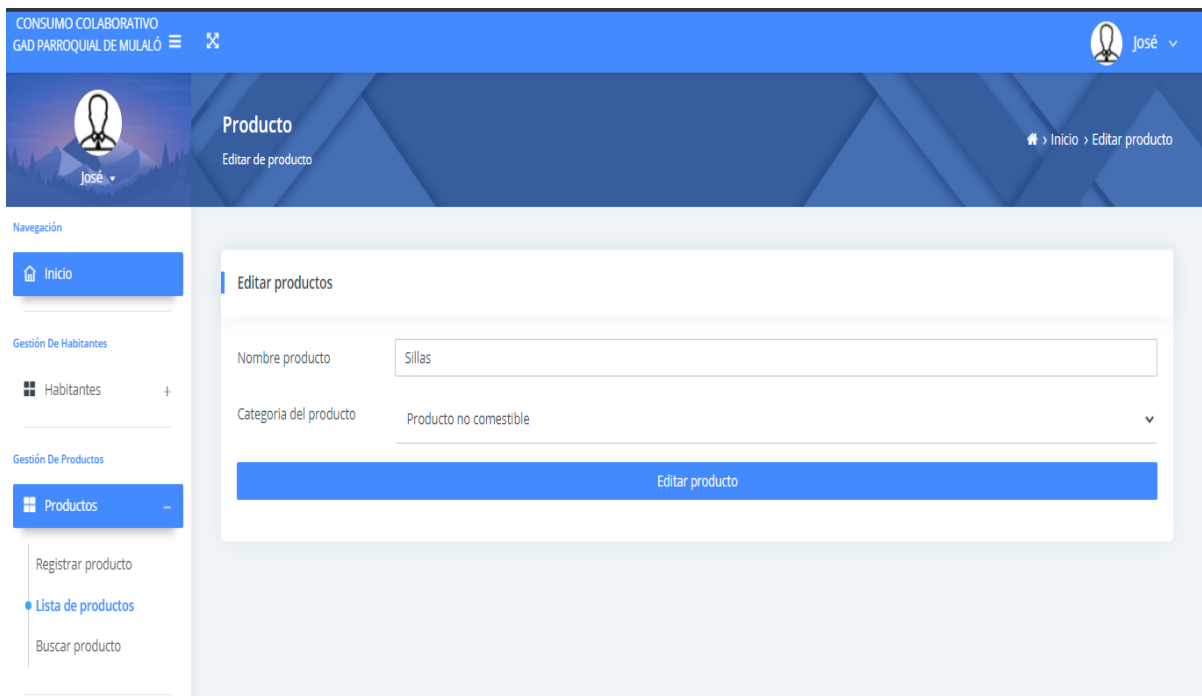 CONSUMO COLABORATIVO
GAD PARROQUIAL DE MULALÓ
José
José
Producto
Editar de producto
> Inicio > Editar producto
Navegación
Inicio
Gestión De Habitantes
Habitantes +
Gestión De Productos
Productos –
Registrar producto
Lista de productos
Buscar producto
Editar productos
Nombre producto Sillas
Categoria del producto Producto no comestible
Editar producto